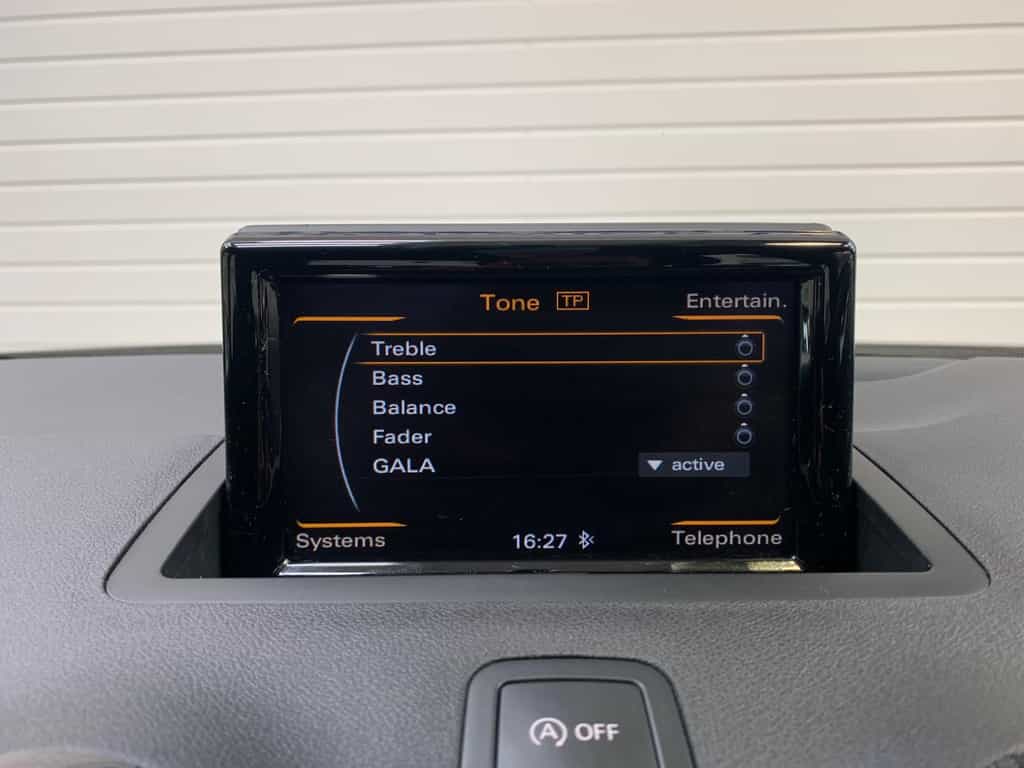 Tone TP Entertain.
Treble
Bass
Balance
Fader
GALA active
Systems 16:27 Telephone
A OFF